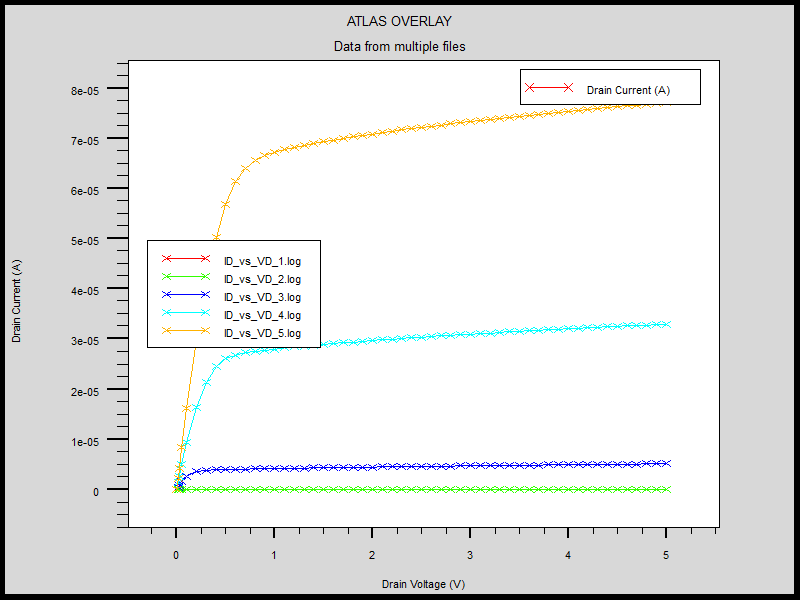 ATLAS OVERLAY
Data from multiple files
Drain Current (A)
8e-05
7e-05
6e-05
5e-05
4e-05
3e-05
2e-05
1e-05
0
Drain Current (A)
ID_vs_VD_1.log
ID_vs_VD_2.log
ID_vs_VD_3.log
ID_vs_VD_4.log
ID_vs_VD_5.log
0 1 2 3 4 5
Drain Voltage (V)